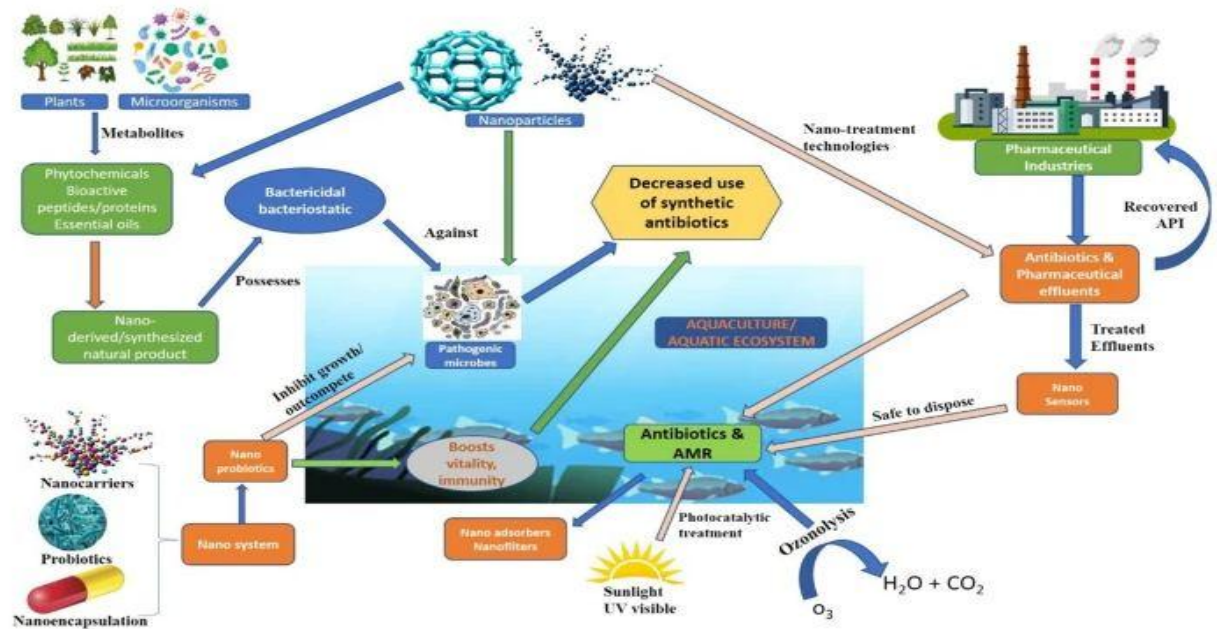 Plants
Microorganisms
Metabolites
Phytochemicals
Bioactive
peptides/proteins
Essential oils
Nano-
derived/synthesized
natural product
Possesses
Bactericidal
bacteriostatic
Against
Nanoparticles
Decreased use
of synthetic
antibiotics
Nano-treatment
technologies
Pharmaceutical
Industries
Recovered
API
Antibiotics &
Pharmaceutical
effluents
Treated
Effluents
Nano
Sensors
Safe to dispose
AQUACULTURE/
AQUATIC ECOSYSTEM
Pathogenic
microbes
Inhibit growth/
outcompete
Nanocarriers
Probiotics
Nanoencapsulation
Nano system
Nano
probiotics
Boosts
vitality,
immunity
Antibiotics &
AMR
Nano adsorbers
Nanofilters
Photocatalytic
treatment
Sunlight
UV visible
Ozonolysis
O₃
H₂O + CO₂